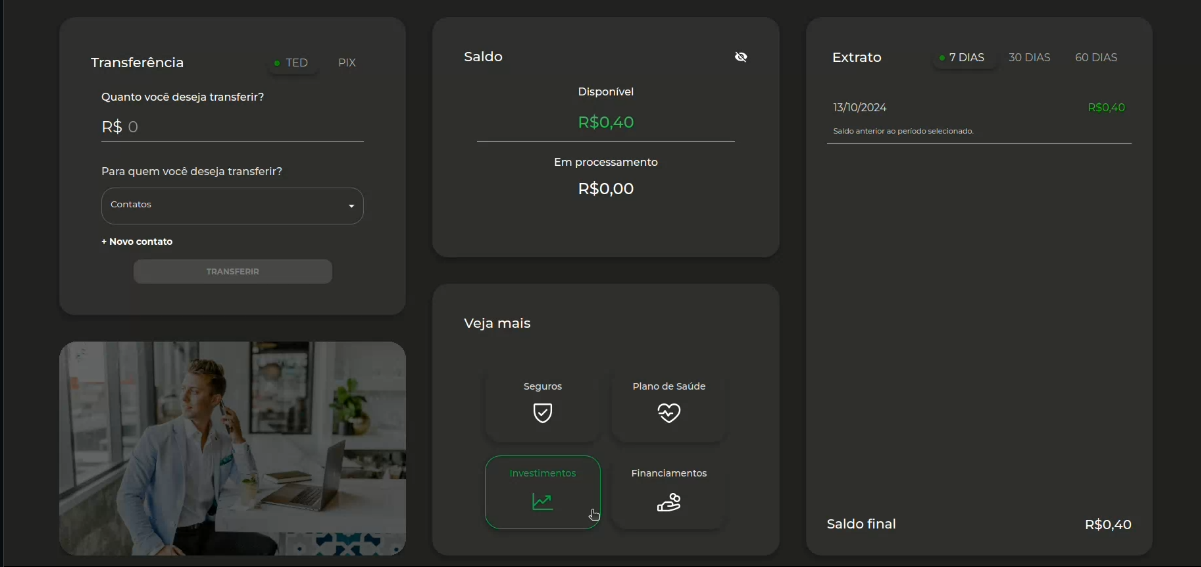 Transferência
TED
PIX
Quanto você deseja transferir?
R$ 0
Para quem você deseja transferir?
Contatos
+ Novo contato
TRANSFERIR
Saldo
Disponível
R$0,40
Em processamento
R$0,00
Veja mais
Seguros
Plano de Saúde
Investimentos
Financiamentos
Extrato
7 DIAS
30 DIAS
60 DIAS
13/10/2024
R$0,40
Saldo anterior ao período selecionado.
Saldo final
R$0,40